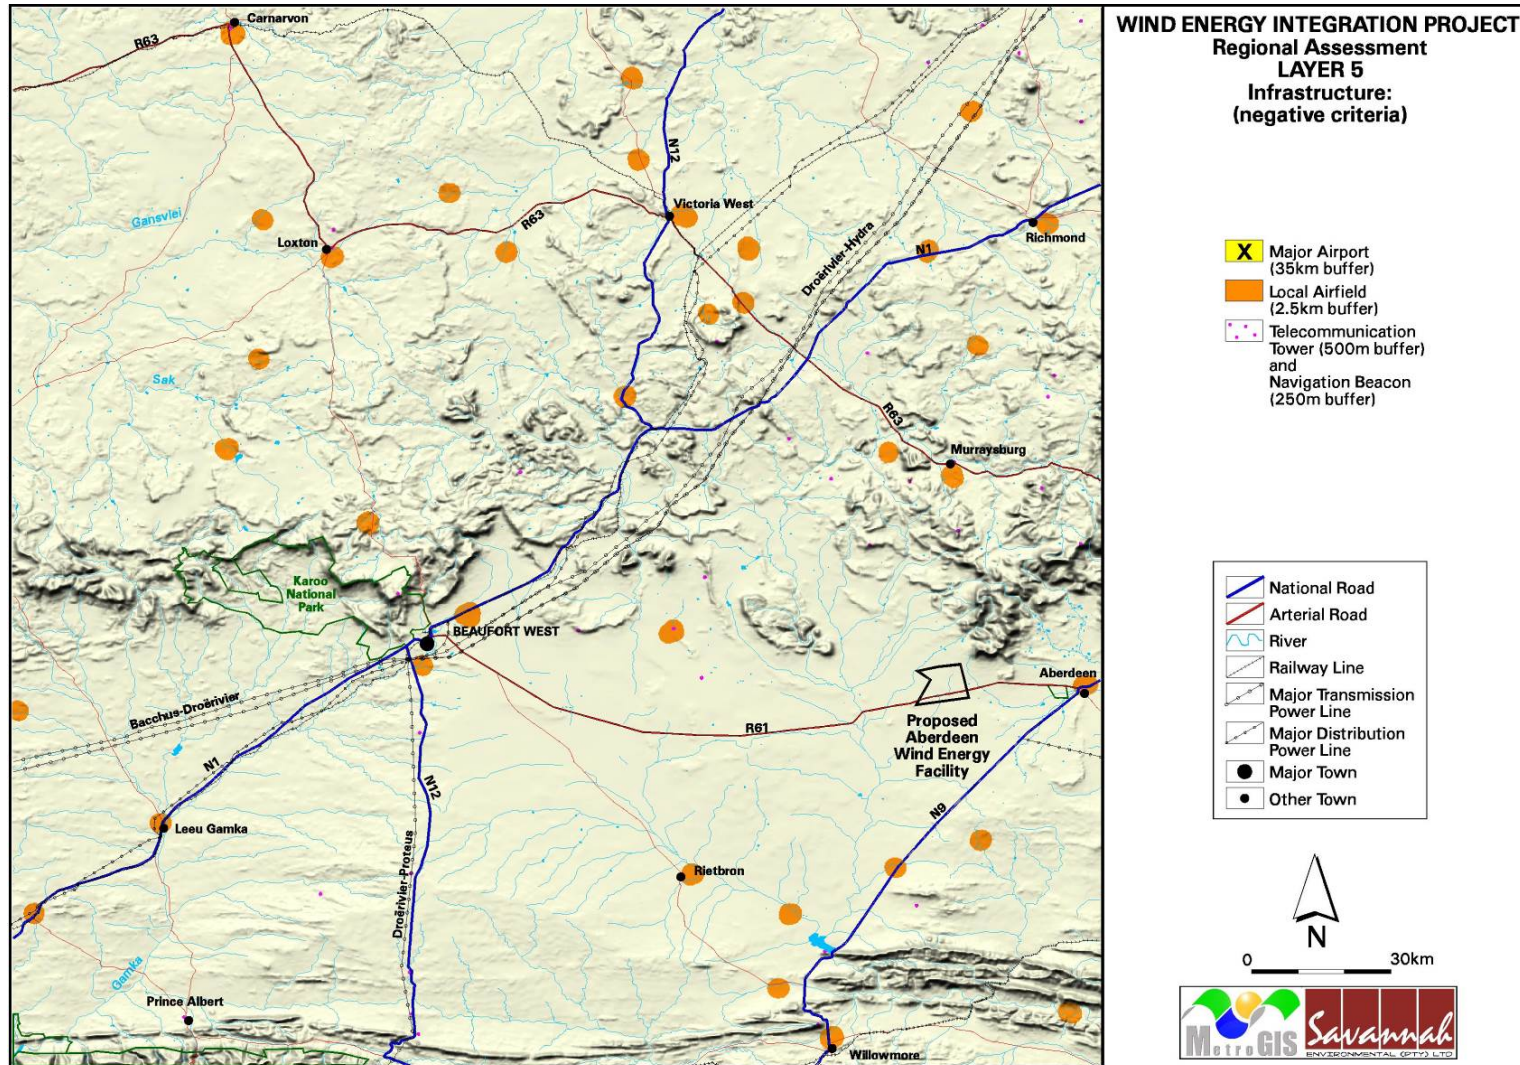 WIND ENERGY INTEGRATION PROJECT
Regional Assessment
LAYER 5
Infrastructure:
(negative criteria)
X
Major Airport
(35km buffer)
Local Airfield
(2.5km buffer)
Telecommunication
Tower (500m buffer)
and
Navigation Beacon
(250m buffer)
National Road
Arterial Road
River
Railway Line
Major Transmission
Power Line
Major Distribution
Power Line
Major Town
Other Town
N
0 30km
MetroGIS
Savannah
ENVIRONMENTAL (PTY) LTD
Carnarvon
R63
N12
Victoria West
Gansvlei
Loxton
R63
Droërivier-Hydra
N1
Richmond
Sak
R63
Murraysburg
Karoo
National
Park
BEAUFORT WEST
Aberdeen
Bacchus-Droërivier
R61
Proposed
Aberdeen
Wind Energy
Facility
N1
N12
N9
Leeu Gamka
Droërivier-Proteus
Rietbron
Gamka
Prince Albert
Willowmore